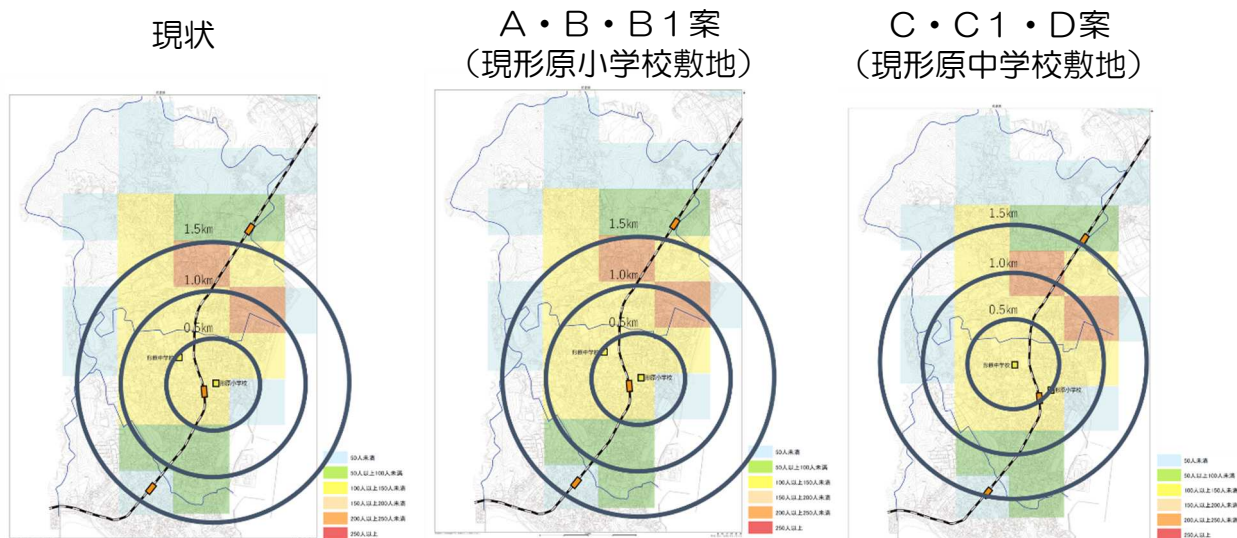 現状
1.5km
1.0km
0.5km
形原中学校
形原小学校
50人未満
50人以上100人未満
100人以上150人未満
150人以上200人未満
200人以上250人未満
250人以上
A・B・B1案
（現形原小学校敷地）
1.5km
1.0km
0.5km
形原中学校
形原小学校
50人未満
50人以上100人未満
100人以上150人未満
150人以上200人未満
200人以上250人未満
250人以上
C・C1・D案
（現形原中学校敷地）
1.5km
1.0km
0.5km
形原中学校
形原小学校
50人未満
50人以上100人未満
100人以上150人未満
150人以上200人未満
200人以上250人未満
250人以上